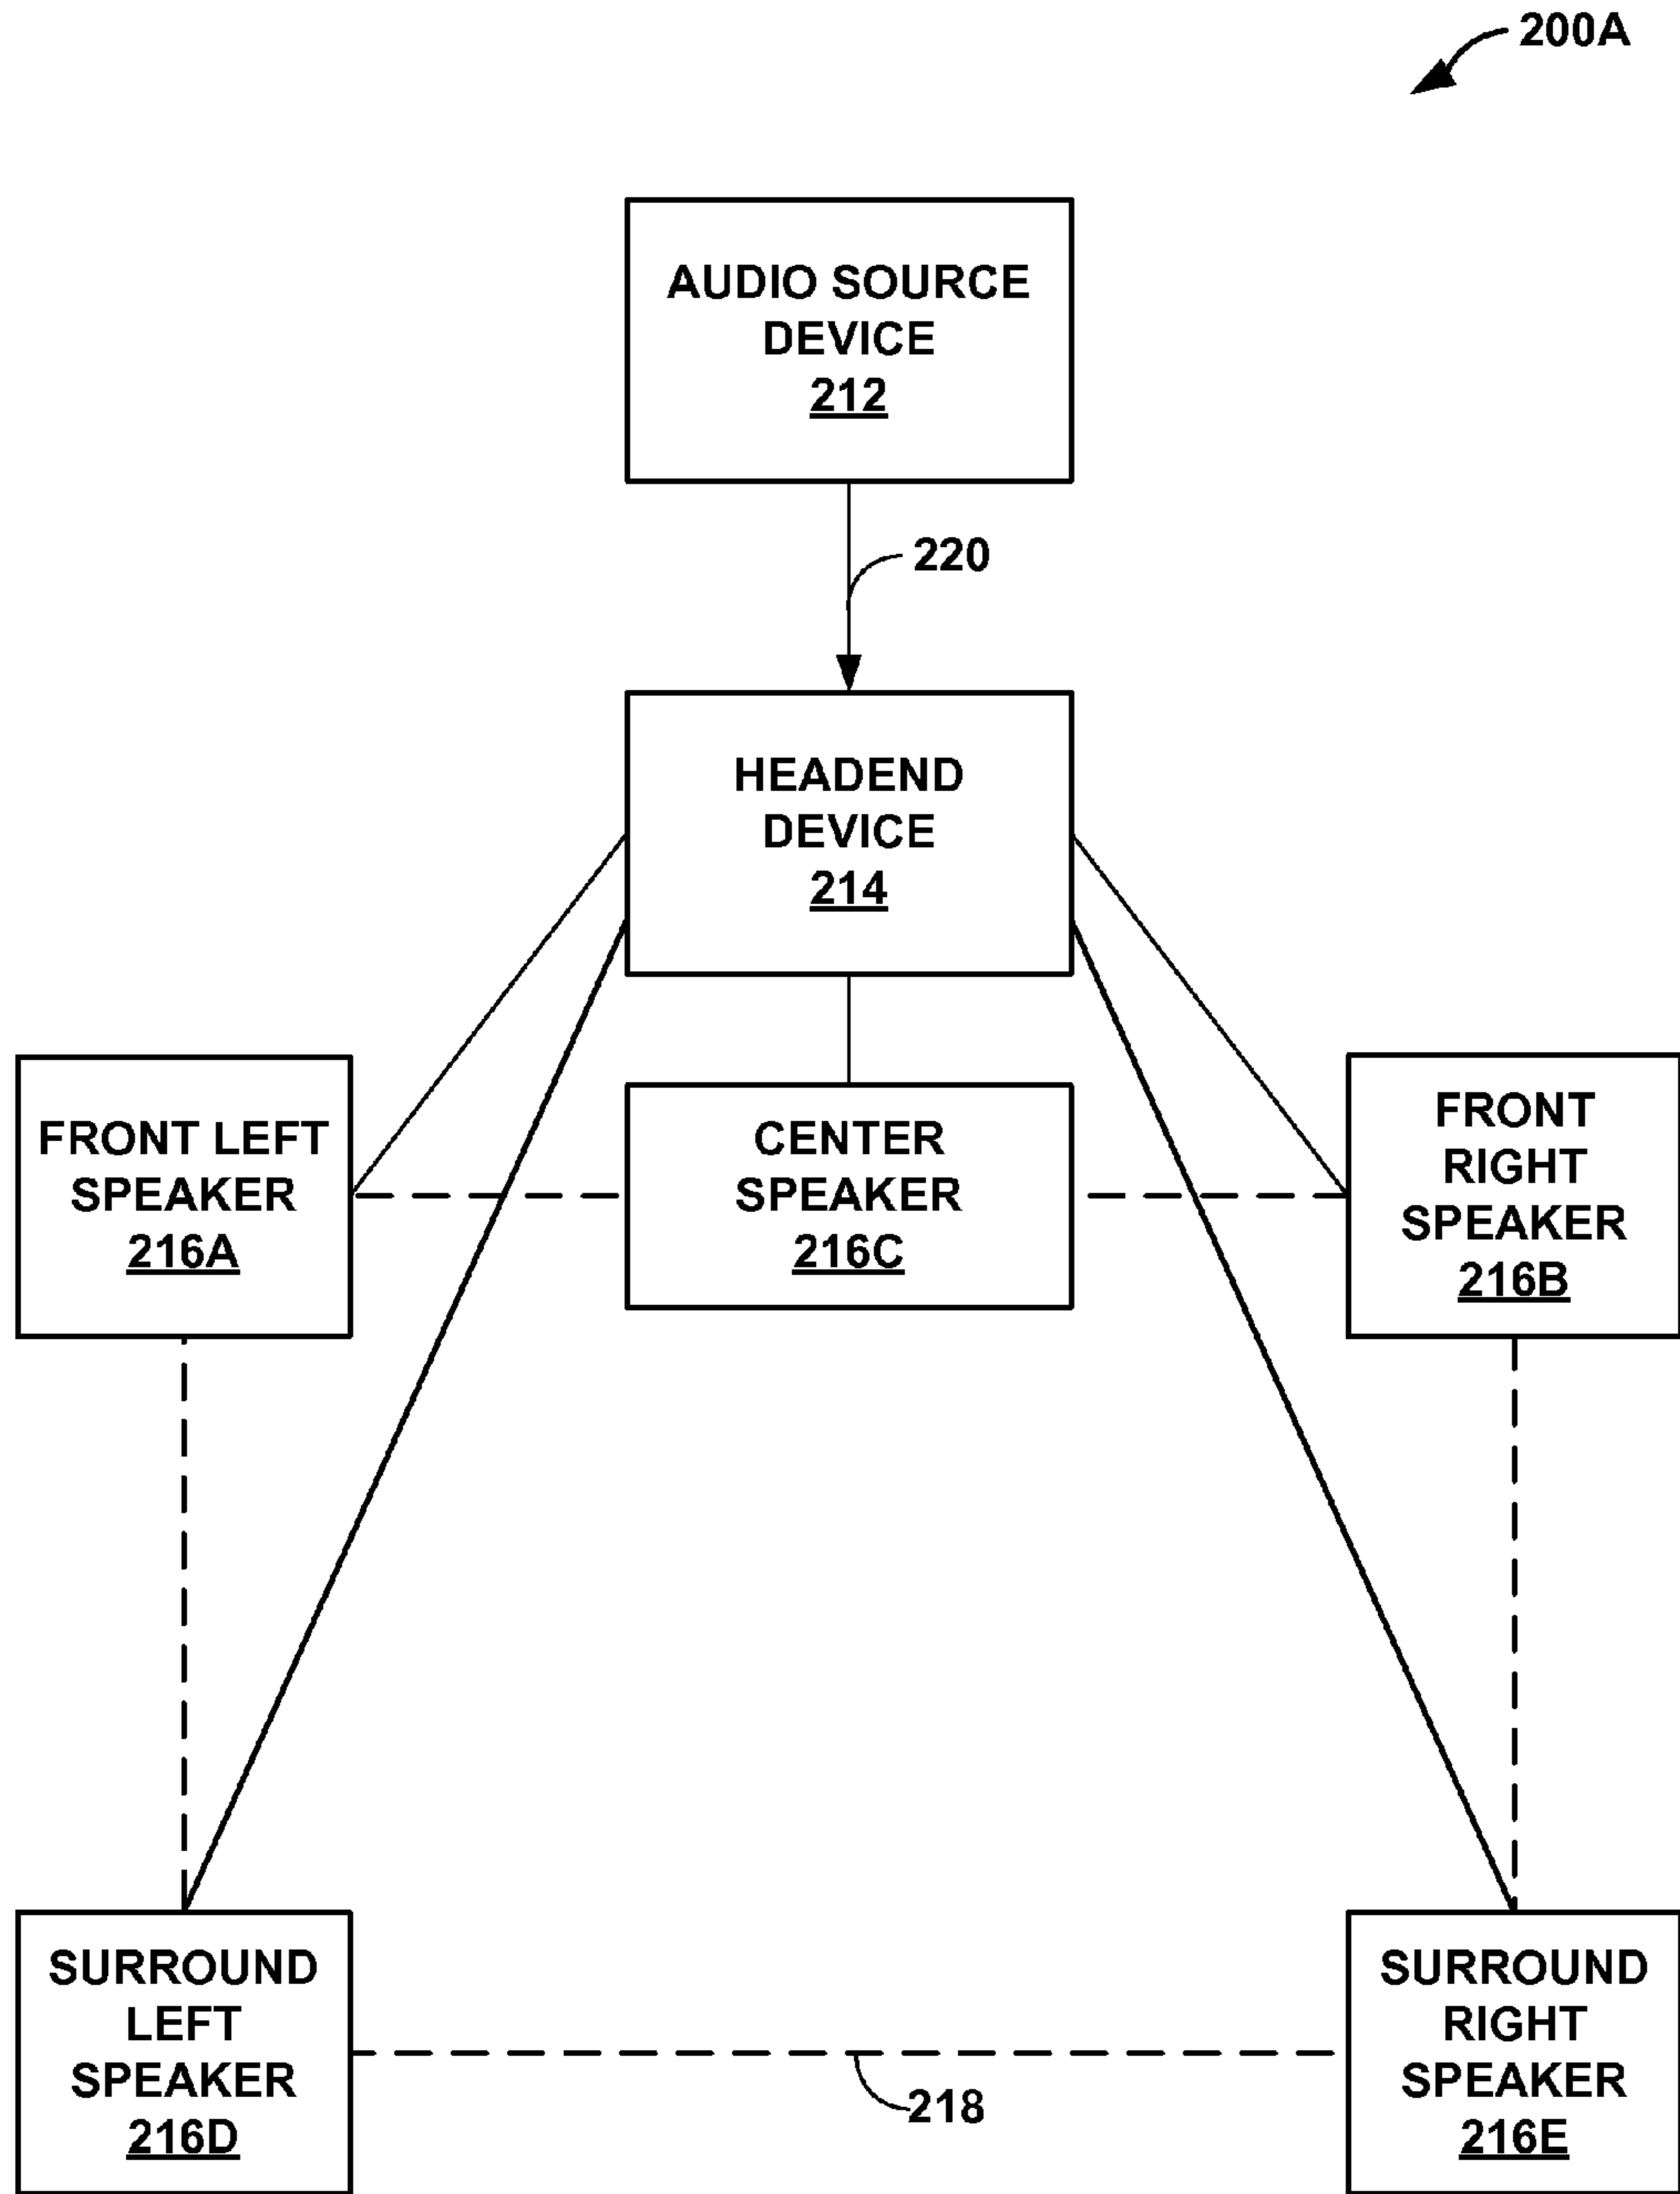 200A
AUDIO SOURCE
DEVICE
212
220
HEADEND
DEVICE
214
FRONT LEFT
SPEAKER
216A
CENTER
SPEAKER
216C
FRONT
RIGHT
SPEAKER
216B
SURROUND
LEFT
SPEAKER
216D
218
SURROUND
RIGHT
SPEAKER
216E